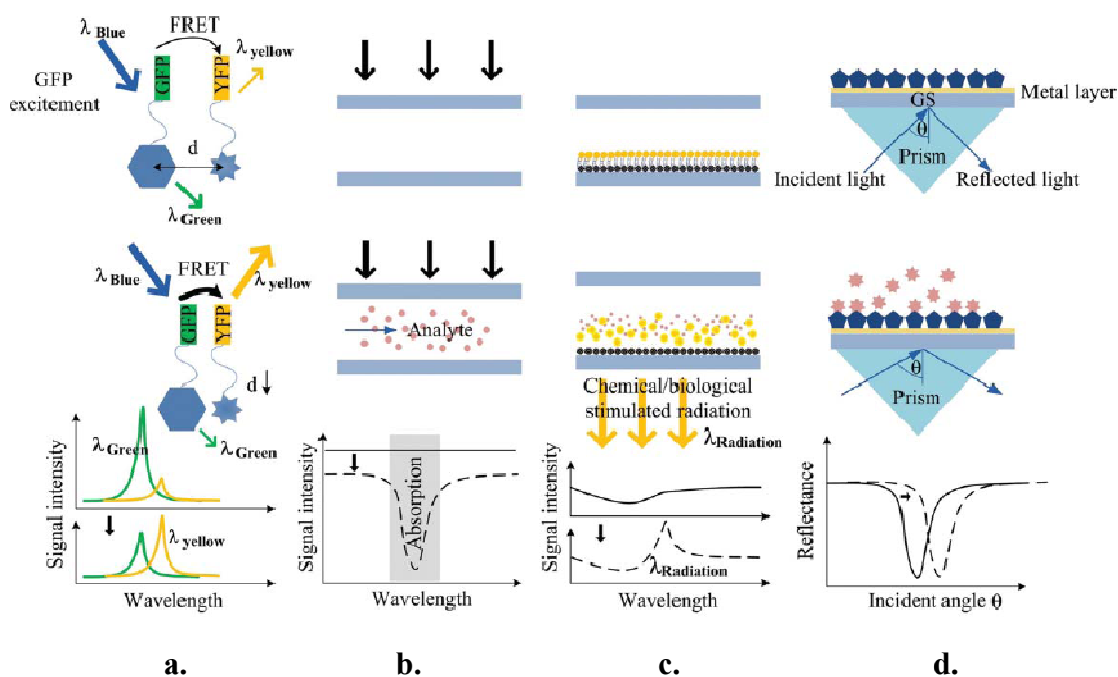 λ Blue
FRET
λ yellow
GFP
YFP
GFP
excitement
d
λ Green
λ Blue
FRET
λ yellow
GFP
YFP
d
λ Green
Signal intensity
λ Green
λ yellow
Wavelength
a.
Analyte
Signal intensity
Absorption
Wavelength
b.
Chemical/biological
stimulated radiation
λ Radiation
Signal intensity
λ Radiation
Wavelength
c.
GS
Metal layer
θ
Prism
Incident light
Reflected light
θ
Prism
Reflectance
Incident angle θ
d.